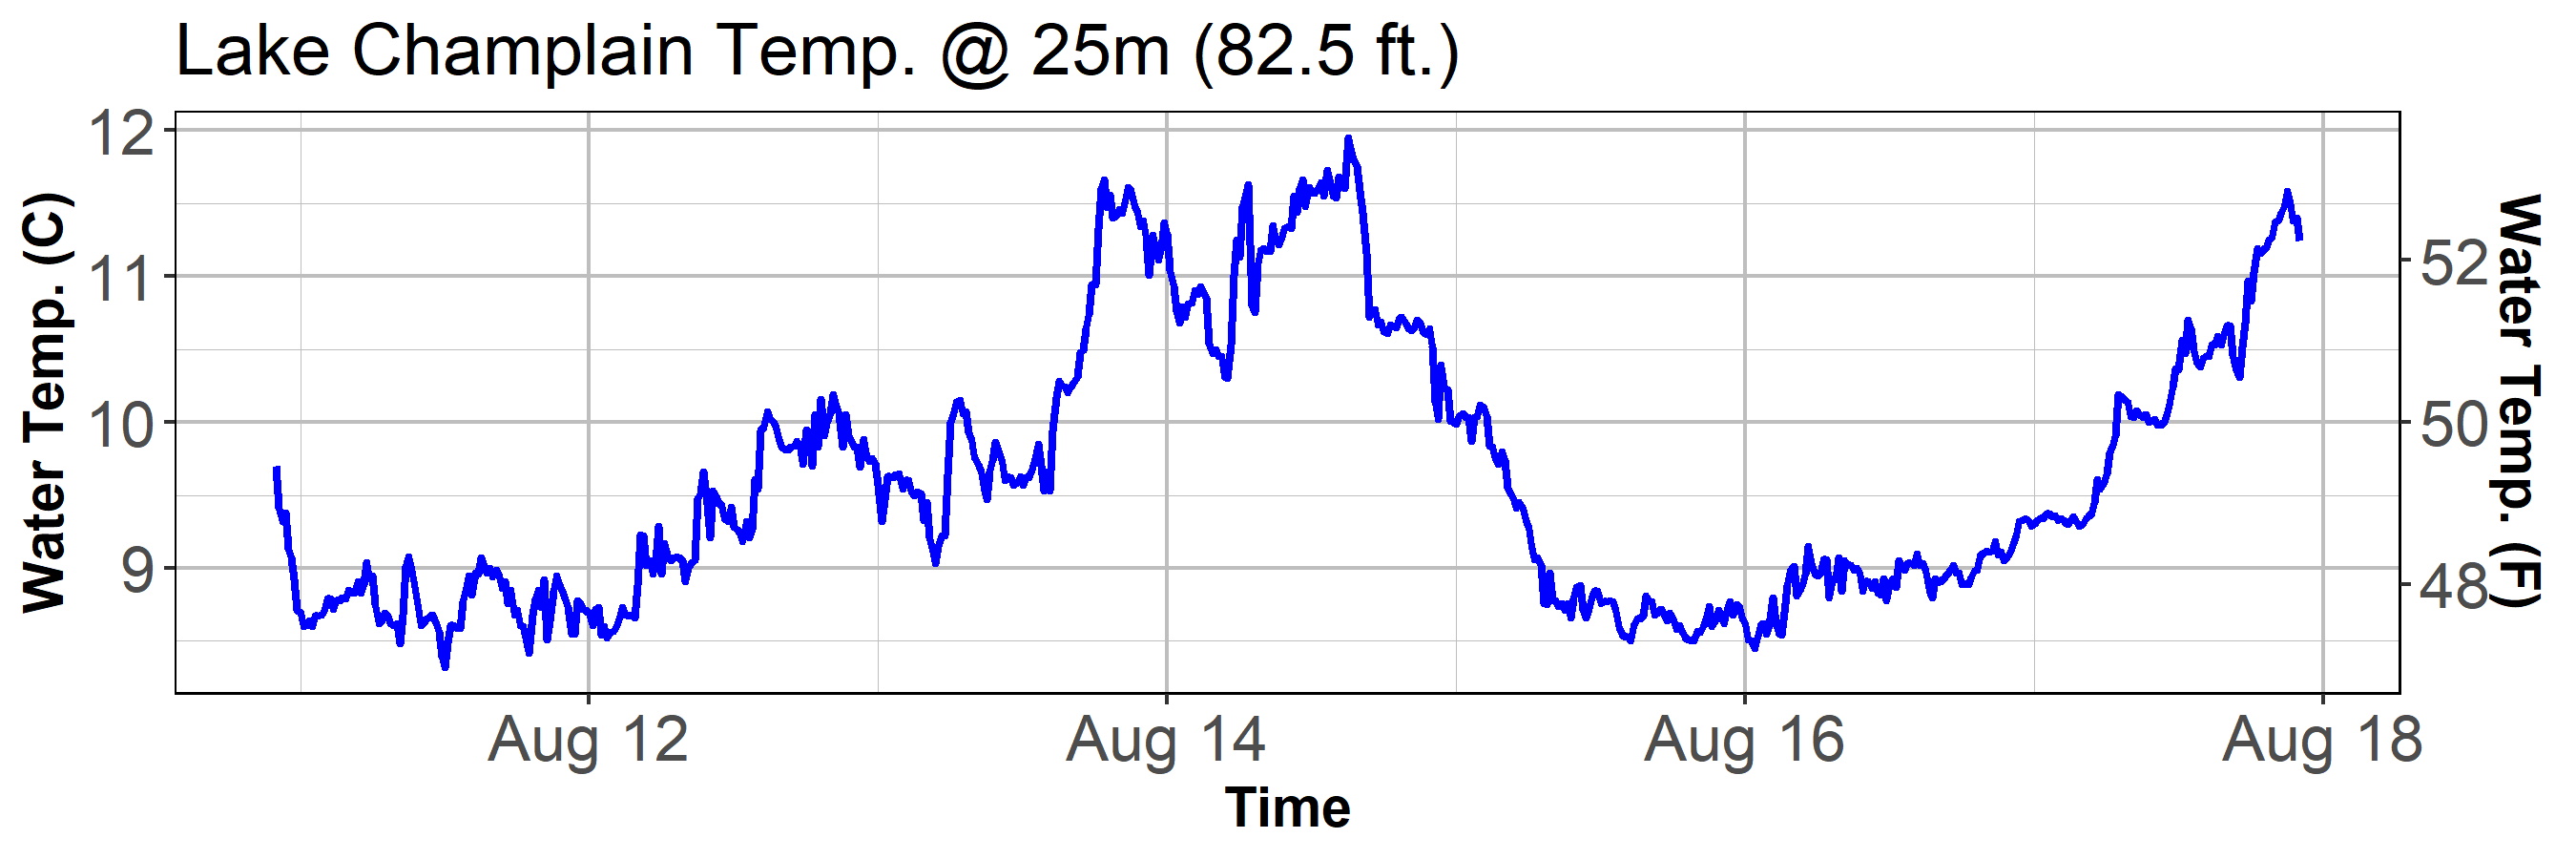 Lake Champlain Temp. @ 25m (82.5 ft.)
Water Temp. (C)
12
11
10
9
52
50
48
Water Temp. (F)
Aug 12 Aug 14 Aug 16 Aug 18
Time